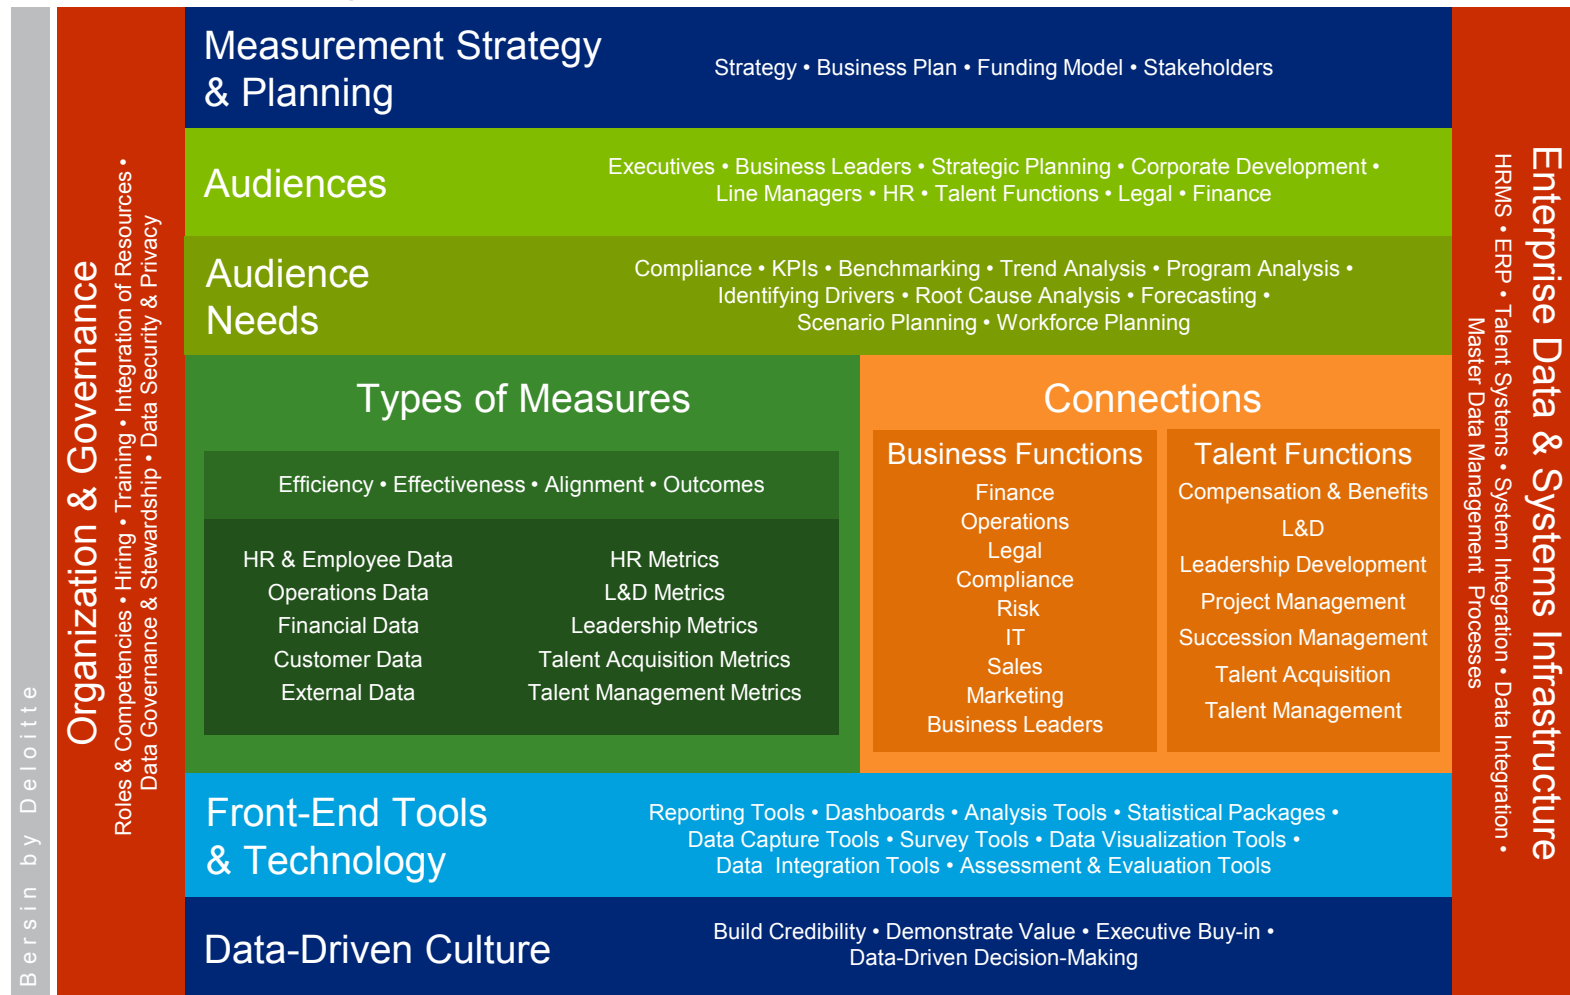 Bersin by Deloitte
Organization & Governance
Roles & Competencies • Hiring • Training • Integration of Resources •
Data Governance & Stewardship • Data Security & Privacy
Measurement Strategy
& Planning
Strategy • Business Plan • Funding Model • Stakeholders
Audiences
Executives • Business Leaders • Strategic Planning • Corporate Development •
Line Managers • HR • Talent Functions • Legal • Finance
Audience
Needs
Compliance • KPIs • Benchmarking • Trend Analysis • Program Analysis •
Identifying Drivers • Root Cause Analysis • Forecasting •
Scenario Planning • Workforce Planning
Types of Measures
Efficiency • Effectiveness • Alignment • Outcomes
HR & Employee Data
Operations Data
Financial Data
Customer Data
External Data
HR Metrics
L&D Metrics
Leadership Metrics
Talent Acquisition Metrics
Talent Management Metrics
Connections
Business Functions
Finance
Operations
Legal
Compliance
Risk
IT
Sales
Marketing
Business Leaders
Talent Functions
Compensation & Benefits
L&D
Leadership Development
Project Management
Succession Management
Talent Acquisition
Talent Management
Front-End Tools
& Technology
Reporting Tools • Dashboards • Analysis Tools • Statistical Packages •
Data Capture Tools • Survey Tools • Data Visualization Tools •
Data Integration Tools • Assessment & Evaluation Tools
Data-Driven Culture
Build Credibility • Demonstrate Value • Executive Buy-in •
Data-Driven Decision-Making
Enterprise Data & Systems Infrastructure
HRMS • ERP • Talent Systems • System Integration • Data Integration •
Master Data Management Processes